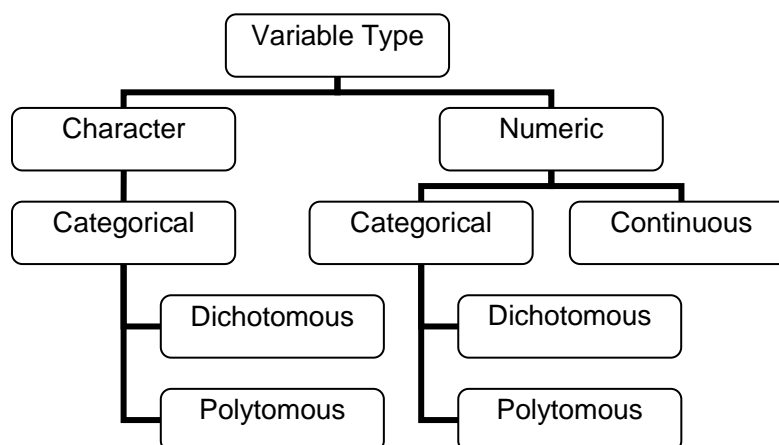 Variable Type
Character
Numeric
Categorical
Categorical
Continuous
Dichotomous
Dichotomous
Polytomous
Polytomous